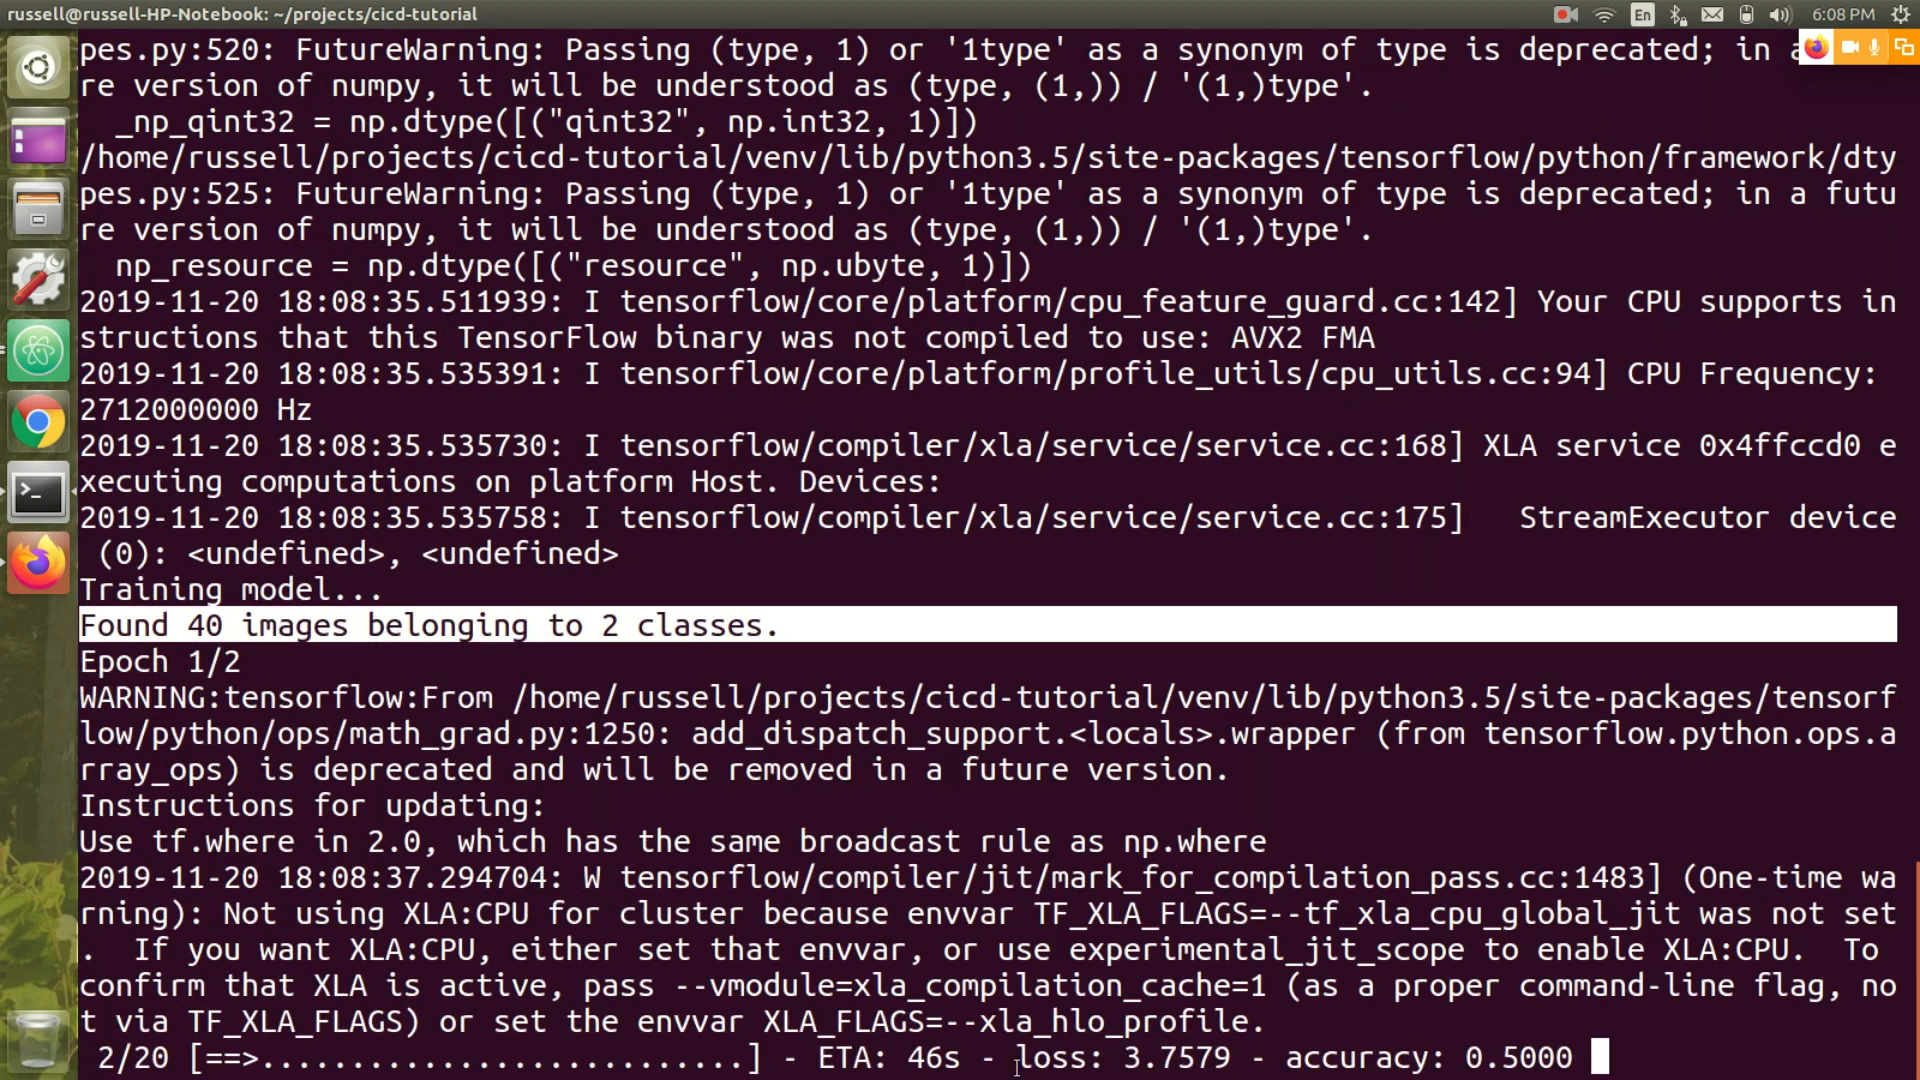 russell@russell-HP-Notebook: ~/projects/cicd-tutorial
En
6:08 PM
pes.py:520: FutureWarning: Passing (type, 1) or '1type' as a synonym of type is deprecated; in a
re version of numpy, it will be understood as (type, (1,)) / '(1,)type'.
_np_qint32 = np.dtype([("qint32", np.int32, 1)])
/home/russell/projects/cicd-tutorial/venv/lib/python3.5/site-packages/tensorflow/python/framework/dty
pes.py:525: FutureWarning: Passing (type, 1) or '1type' as a synonym of type is deprecated; in a futu
re version of numpy, it will be understood as (type, (1,)) / '(1,)type'.
np_resource = np.dtype([("resource", np.ubyte, 1)])
2019-11-20 18:08:35.511939: I tensorflow/core/platform/cpu_feature_guard.cc:142] Your CPU supports in
structions that this TensorFlow binary was not compiled to use: AVX2 FMA
2019-11-20 18:08:35.535391: I tensorflow/core/platform/profile_utils/cpu_utils.cc:94] CPU Frequency:
2712000000 Hz
2019-11-20 18:08:35.535730: I tensorflow/compiler/xla/service/service.cc:168] XLA service 0x4ffccd0 e
xecuting computations on platform Host. Devices:
2019-11-20 18:08:35.535758: I tensorflow/compiler/xla/service/service.cc:175]   StreamExecutor device
(0): <undefined>, <undefined>
Training model...
Found 40 images belonging to 2 classes.
Epoch 1/2
WARNING:tensorflow:From /home/russell/projects/cicd-tutorial/venv/lib/python3.5/site-packages/tensorf
low/python/ops/math_grad.py:1250: add_dispatch_support.<locals>.wrapper (from tensorflow.python.ops.a
rray_ops) is deprecated and will be removed in a future version.
Instructions for updating:
Use tf.where in 2.0, which has the same broadcast rule as np.where
2019-11-20 18:08:37.294704: W tensorflow/compiler/jit/mark_for_compilation_pass.cc:1483] (One-time wa
rning): Not using XLA:CPU for cluster because envvar TF_XLA_FLAGS=--tf_xla_cpu_global_jit was not set
.  If you want XLA:CPU, either set that envvar, or use experimental_jit_scope to enable XLA:CPU.  To
confirm that XLA is active, pass --vmodule=xla_compilation_cache=1 (as a proper command-line flag, no
t via TF_XLA_FLAGS) or set the envvar XLA_FLAGS=--xla_hlo_profile.
2/20 [==>...........................] - ETA: 46s - loss: 3.7579 - accuracy: 0.5000